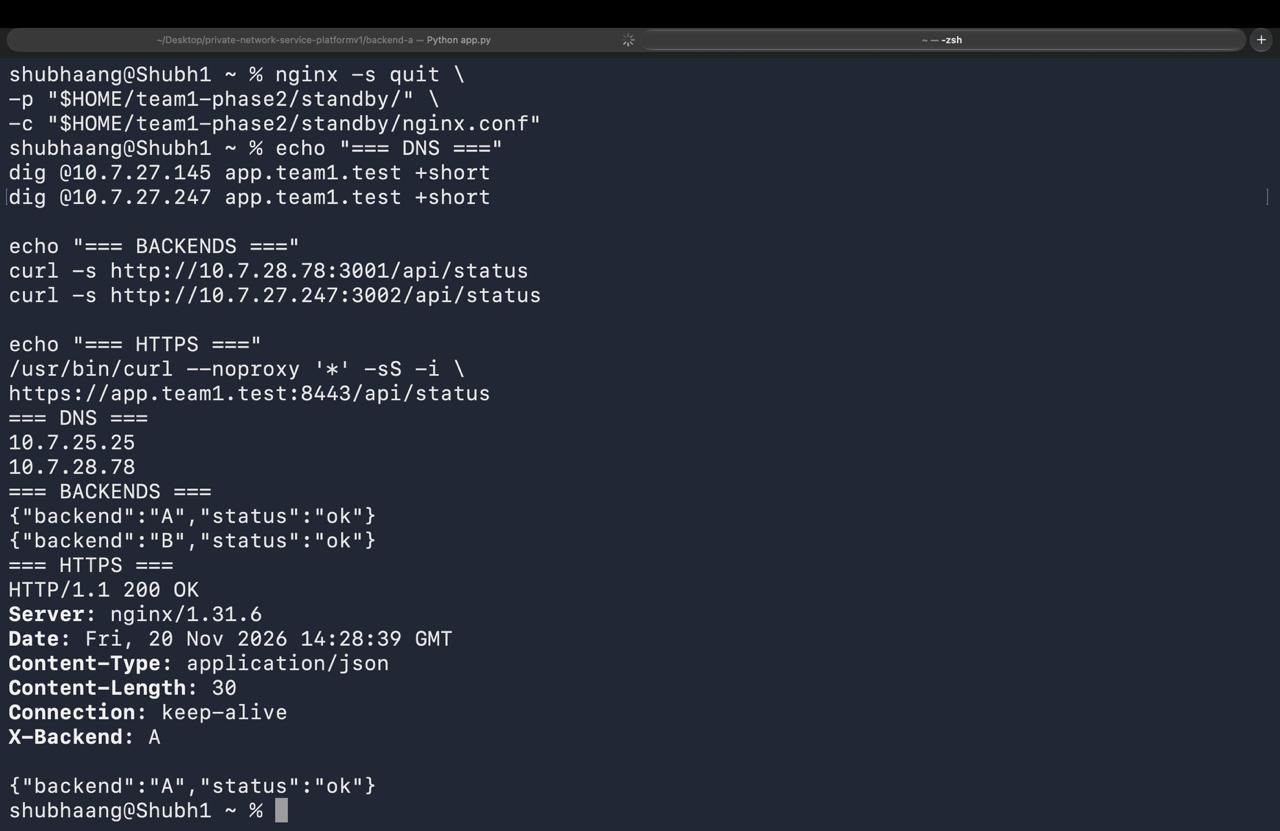 ~/Desktop/private-network-service-platformv1/backend-a — Python app.py
~ — -zsh
+
shubhaang@Shubh1 ~ % nginx -s quit \
-p "$HOME/team1-phase2/standby/" \
-c "$HOME/team1-phase2/standby/nginx.conf"
shubhaang@Shubh1 ~ % echo "=== DNS ==="
dig @10.7.27.145 app.team1.test +short
dig @10.7.27.247 app.team1.test +short

echo "=== BACKENDS ==="
curl -s http://10.7.28.78:3001/api/status
curl -s http://10.7.27.247:3002/api/status

echo "=== HTTPS ==="
/usr/bin/curl --noproxy '*' -sS -i \
https://app.team1.test:8443/api/status
=== DNS ===
10.7.25.25
10.7.28.78
=== BACKENDS ===
{"backend":"A","status":"ok"}
{"backend":"B","status":"ok"}
=== HTTPS ===
HTTP/1.1 200 OK
Server: nginx/1.31.6
Date: Fri, 20 Nov 2026 14:28:39 GMT
Content-Type: application/json
Content-Length: 30
Connection: keep-alive
X-Backend: A

{"backend":"A","status":"ok"}
shubhaang@Shubh1 ~ %